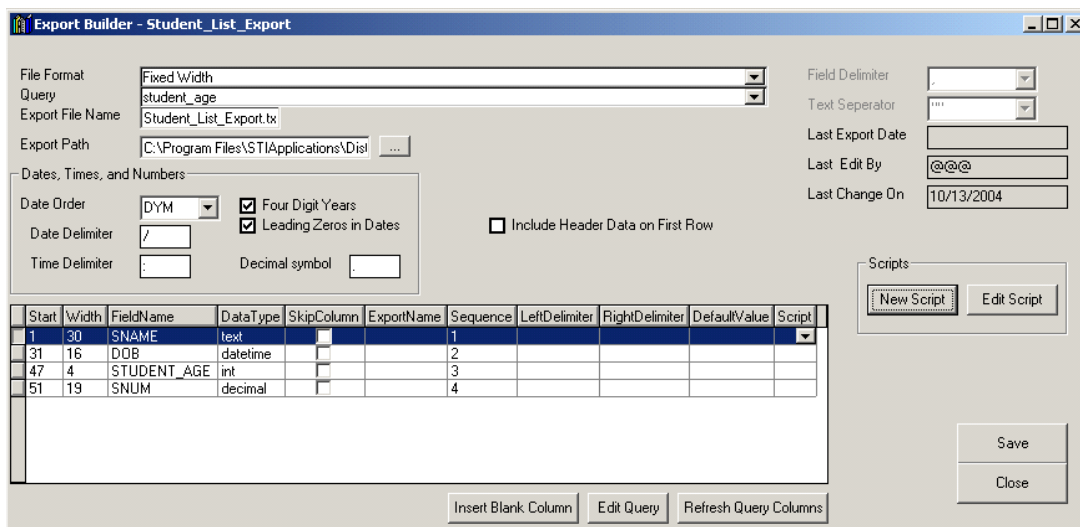 Export Builder - Student_List_Export
File Format Fixed Width Field Delimiter ,
Query student_age Text Seperator ""
Export File Name Student_List_Export.tx Last Export Date
Export Path C:\Program Files\STIApplications\Dist ... Last Edit By @@@
Dates, Times, and Numbers Last Change On 10/13/2004
Date Order DYM Four Digit Years
Date Delimiter / Leading Zeros in Dates Include Header Data on First Row
Time Delimiter : Decimal symbol .
Scripts
New Script Edit Script
Start Width FieldName DataType SkipColumn ExportName Sequence LeftDelimiter RightDelimiter DefaultValue Script
1 30 SNAME text 1
31 16 DOB datetime 2
47 4 STUDENT_AGE int 3
51 19 SNUM decimal 4
Save
Close
Insert Blank Column Edit Query Refresh Query Columns